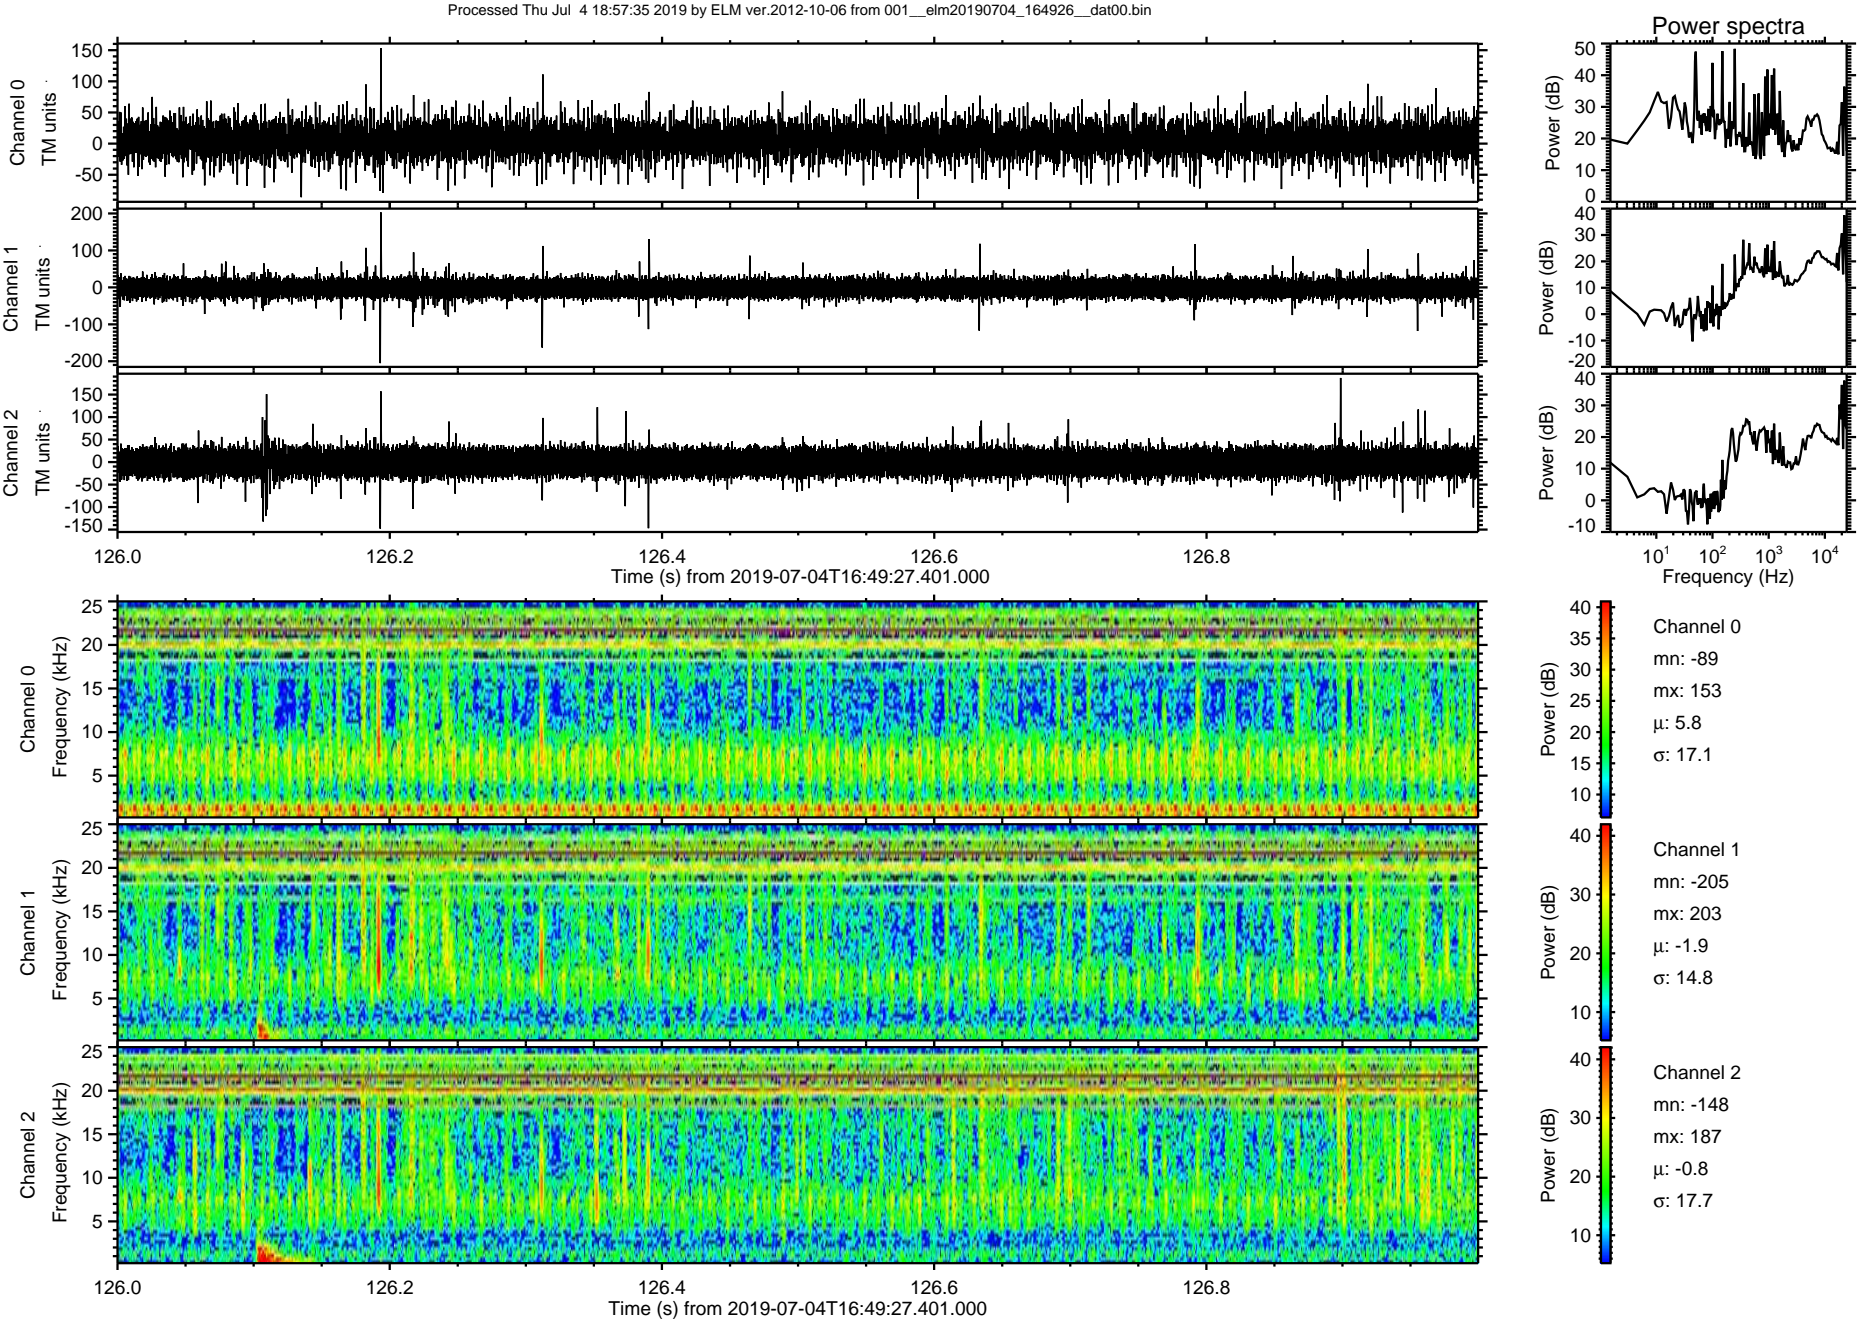 Processed Thu Jul  4 18:57:35 2019 by ELM ver.2012-10-06 from 001__elm20190704_164926__dat00.bin
Power spectra
Channel 0
TM units
150
100
50
0
-50
Power (dB)
50
40
30
20
10
0
Channel 1
TM units
200
100
0
-100
-200
Power (dB)
40
30
20
10
0
-10
-20
Channel 2
TM units
150
100
50
0
-50
-100
-150
Power (dB)
40
30
20
10
0
-10
126.0 126.2 126.4 126.6 126.8
Time (s) from 2019-07-04T16:49:27.401.000
10¹ 10² 10³ 10⁴
Frequency (Hz)
Channel 0
Frequency (kHz)
25
20
15
10
5
Power (dB)
40
35
30
25
20
15
10
Channel 0
mn: -89
mx: 153
μ: 5.8
σ: 17.1
Channel 1
Frequency (kHz)
25
20
15
10
5
Power (dB)
40
30
20
10
Channel 1
mn: -205
mx: 203
μ: -1.9
σ: 14.8
Channel 2
Frequency (kHz)
25
20
15
10
5
Power (dB)
40
30
20
10
Channel 2
mn: -148
mx: 187
μ: -0.8
σ: 17.7
126.0 126.2 126.4 126.6 126.8
Time (s) from 2019-07-04T16:49:27.401.000